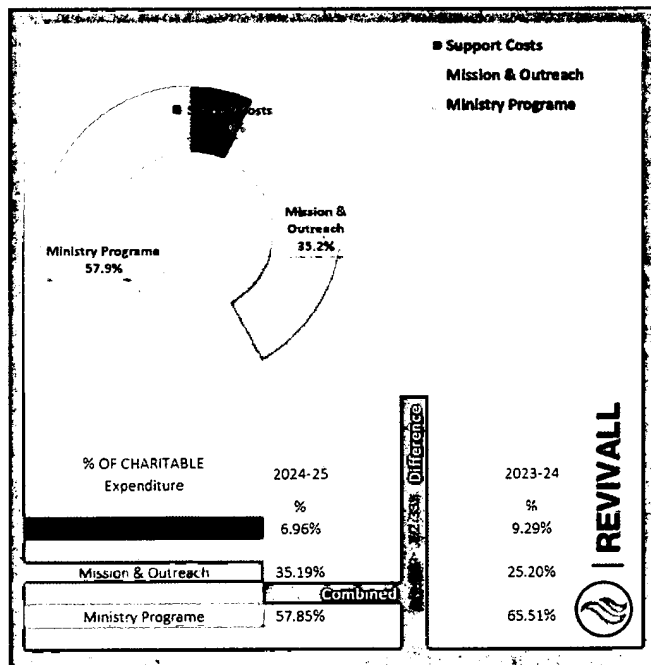 Support Costs
Mission & Outreach
Ministry Programe
Mission &
Outreach
35.2%
Ministry Programe
57.9%
% OF CHARITABLE
Expenditure
2024-25
Difference
2023-24
%
%
6.96%
9.29%
Mission & Outreach
35.19%
25.20%
Combined
Ministry Programe
57.85%
65.51%
REVIVALL